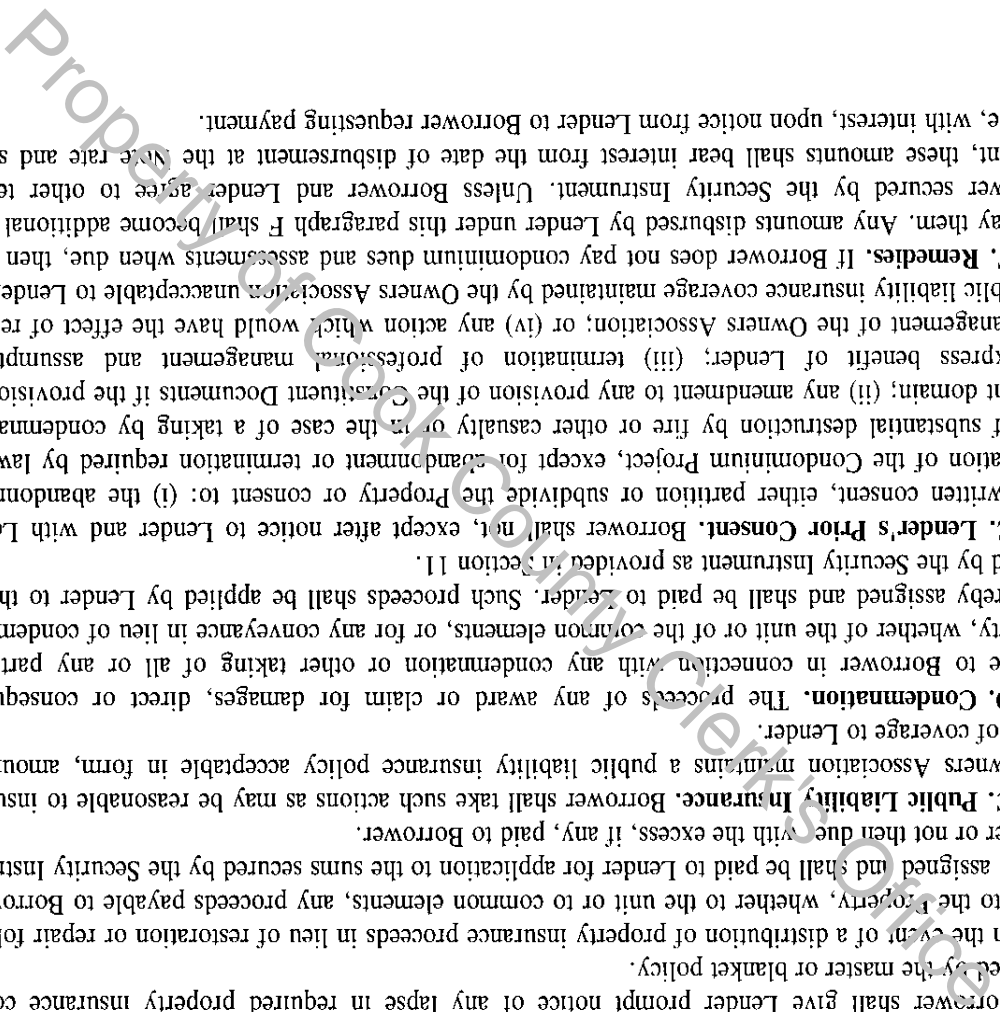 orrower shall give Lender prompt notice of any lapse in required property insurance co
ed by the master or blanket policy.
n the event of a distribution of property insurance proceeds in lieu of restoration or repair fol
to the Property, whether to the unit or to common elements, any proceeds payable to Borro
assigned and shall be paid to Lender for application to the sums secured by the Security Instr
er or not then due, with the excess, if any, paid to Borrower.
. Public Liability Insurance. Borrower shall take such actions as may be reasonable to insu
wners Association maintains a public liability insurance policy acceptable in form, amou
of coverage to Lender.
. Condemnation. The proceeds of any award or claim for damages, direct or consequ
e to Borrower in connection with any condemnation or other taking of all or any part
ty, whether of the unit or of the common elements, or for any conveyance in lieu of condem
reby assigned and shall be paid to Lender. Such proceeds shall be applied by Lender to th
d by the Security Instrument as provided in Section 11.
. Lender's Prior Consent. Borrower shall not, except after notice to Lender and with Le
written consent, either partition or subdivide the Property or consent to: (i) the abandonm
ation of the Condominium Project, except for abandonment or termination required by law
f substantial destruction by fire or other casualty or in the case of a taking by condemna
nt domain; (ii) any amendment to any provision of the Constituent Documents if the provisio
xpress benefit of Lender; (iii) termination of professional management and assumpt
anagement of the Owners Association; or (iv) any action which would have the effect of re
blic liability insurance coverage maintained by the Owners Association unacceptable to Lende
. Remedies. If Borrower does not pay condominium dues and assessments when due, then
ay them. Any amounts disbursed by Lender under this paragraph F shall become additional
wer secured by the Security Instrument. Unless Borrower and Lender agree to other te
nt, these amounts shall bear interest from the date of disbursement at the Note rate and s
e, with interest, upon notice from Lender to Borrower requesting payment.
Property of Cook County Clerk's Office